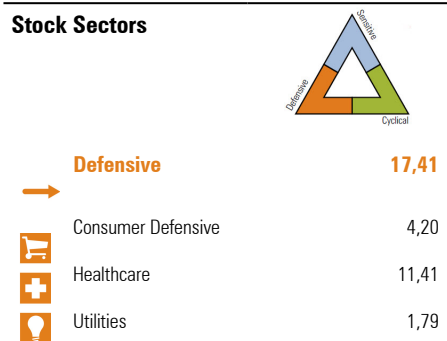 Stock Sectors
Sensitive
Defensive
Cyclical
Defensive 17,41
Consumer Defensive 4,20
Healthcare 11,41
Utilities 1,79